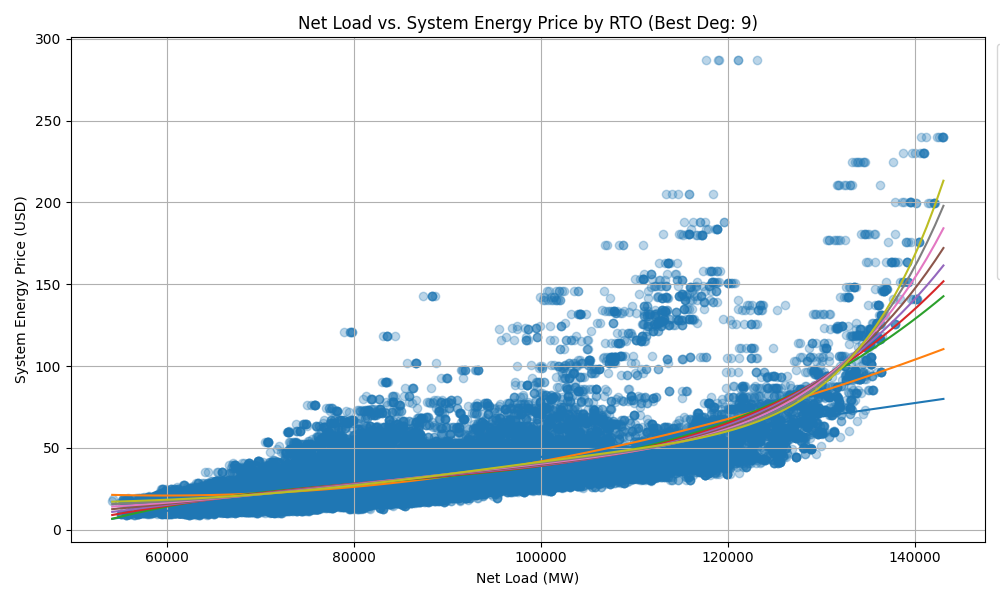 Net Load vs. System Energy Price by RTO (Best Deg: 9)
300
250
200
150
100
50
0
System Energy Price (USD)
60000 80000 100000 120000 140000
Net Load (MW)